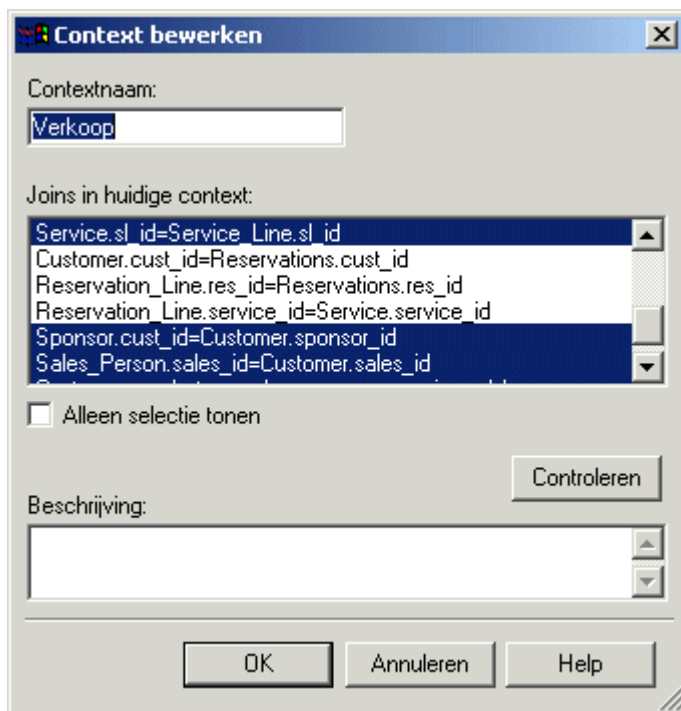 Context bewerken
Contextnaam:
Verkoop
Joins in huidige context:
Service.sl_id=Service_Line.sl_id
Customer.cust_id=Reservations.cust_id
Reservation_Line.res_id=Reservations.res_id
Reservation_Line.service_id=Service.service_id
Sponsor.cust_id=Customer.sponsor_id
Sales_Person.sales_id=Customer.sales_id
Alleen selectie tonen
Controleren
Beschrijving:
OK Annuleren Help